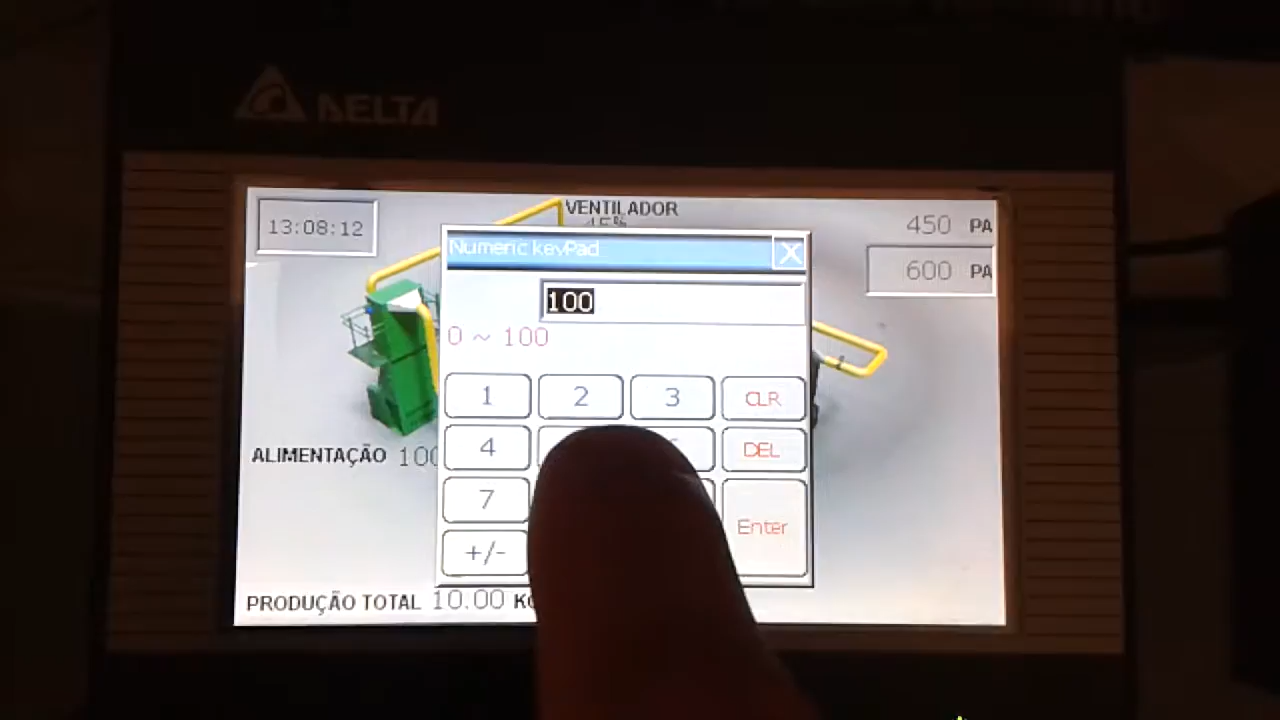 DELTA
VENTILADOR
13:08:12
450 PA
Numeric keyPad
X
600 PA
100
0 ~ 100
1 2 3 CLR
4 DEL
ALIMENTAÇÃO 100
7
Enter
+/-
PRODUÇÃO TOTAL 10.00